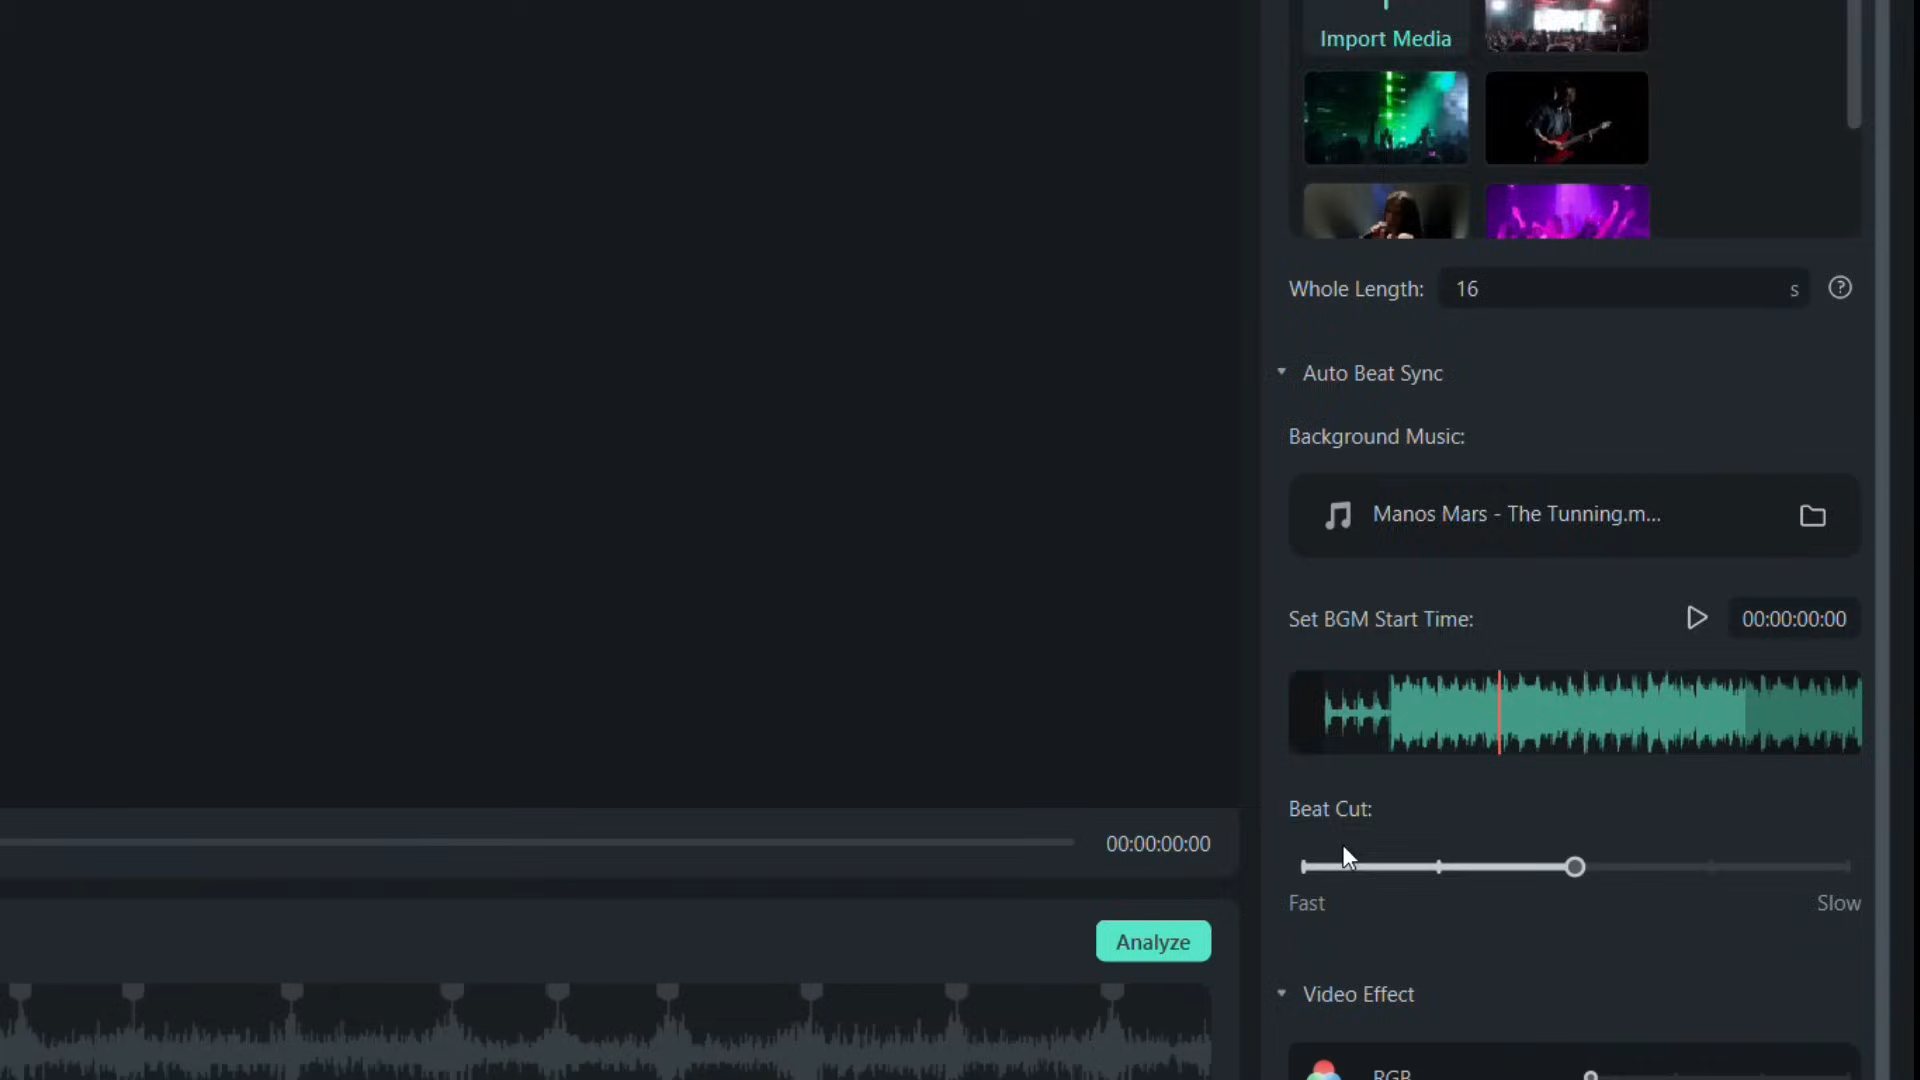 Import Media
Whole Length:
16
s
Auto Beat Sync
Background Music:
Manos Mars - The Tunning.m...
Set BGM Start Time:
00:00:00:00
Beat Cut:
00:00:00:00
Fast
Slow
Analyze
Video Effect
RGB